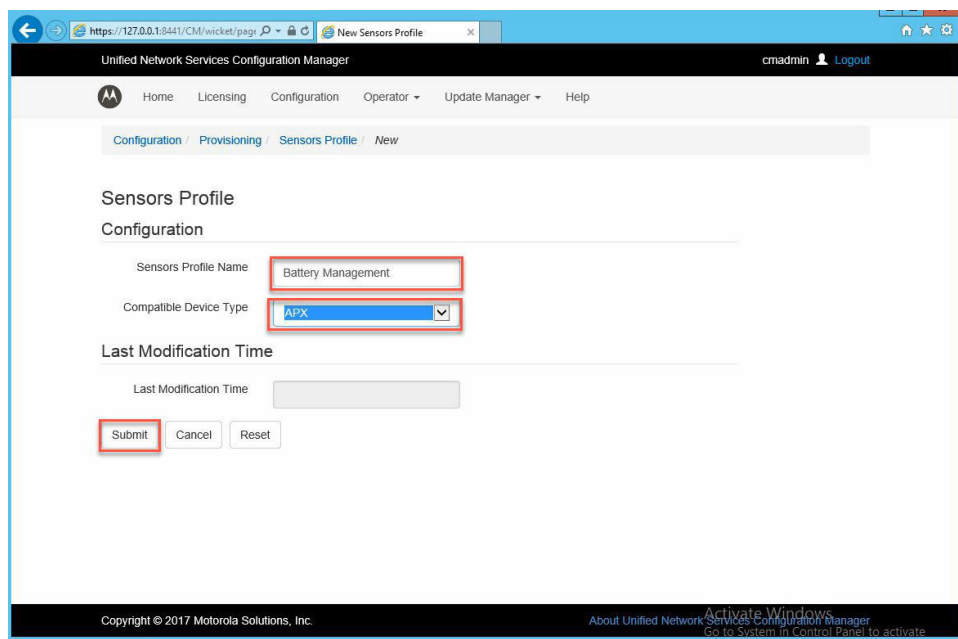 https://127.0.0.1:8441/CM/wicket/page New Sensors Profile
Unified Network Services Configuration Manager cmadmin Logout
Home Licensing Configuration Operator Update Manager Help
Configuration / Provisioning / Sensors Profile / New
Sensors Profile
Configuration
Sensors Profile Name Battery Management
Compatible Device Type APX
Last Modification Time
Last Modification Time
Submit Cancel Reset
Copyright © 2017 Motorola Solutions, Inc. About Unified Network Services Configuration Manager
Activate Windows
Go to System in Control Panel to activate